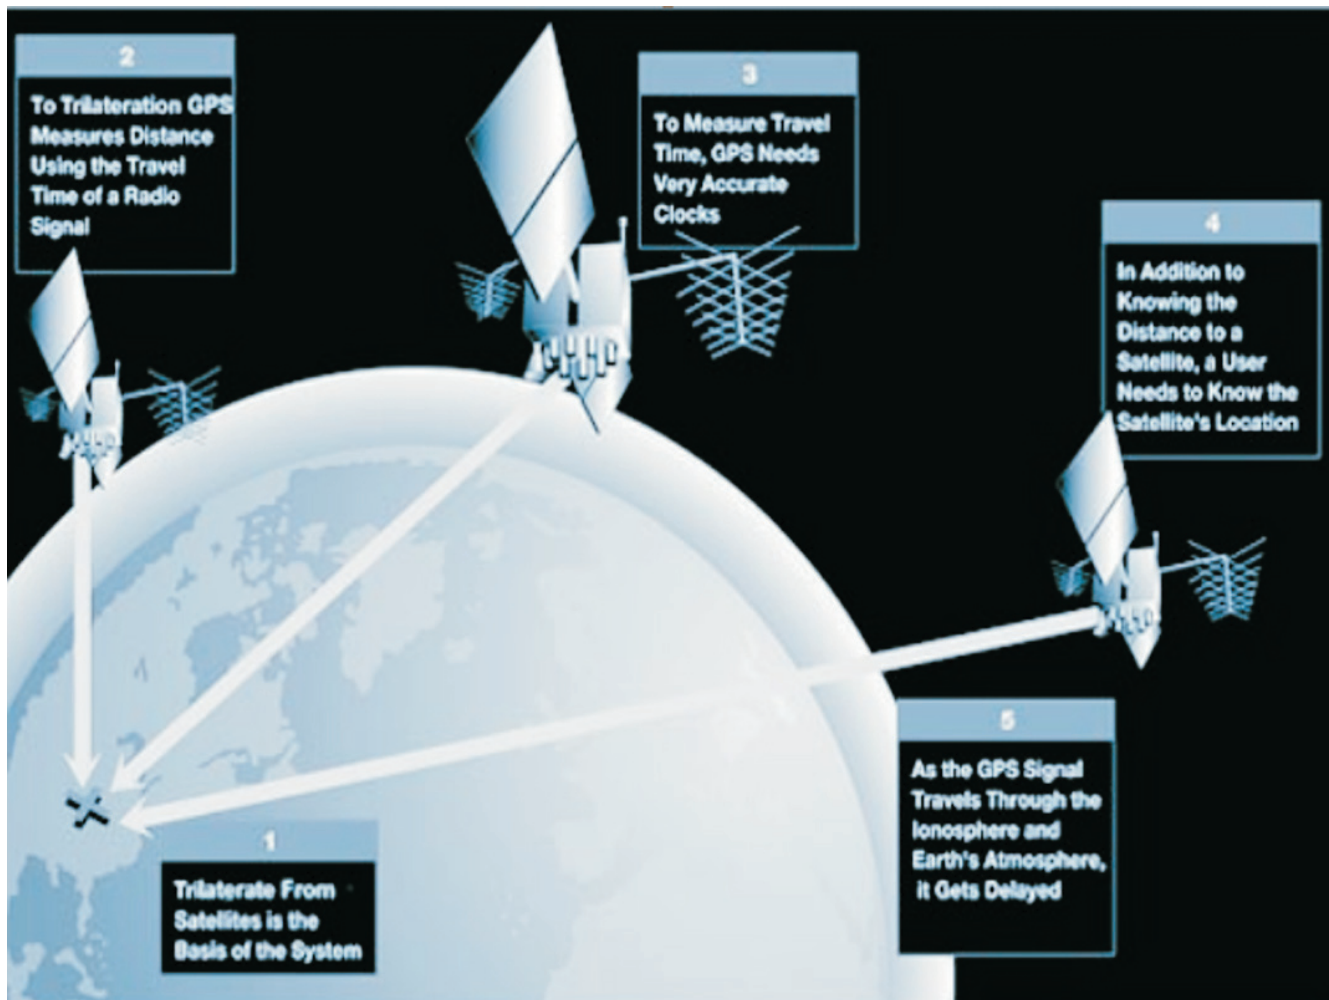 1
Trilaterate From
Satellites is the
Basis of the System
2
To Trilateration GPS
Measures Distance
Using the Travel
Time of a Radio
Signal
3
To Measure Travel
Time, GPS Needs
Very Accurate
Clocks
4
In Addition to
Knowing the
Distance to a
Satellite, a User
Needs to Know the
Satellite's Location
5
As the GPS Signal
Travels Through the
Ionosphere and
Earth's Atmosphere,
it Gets Delayed